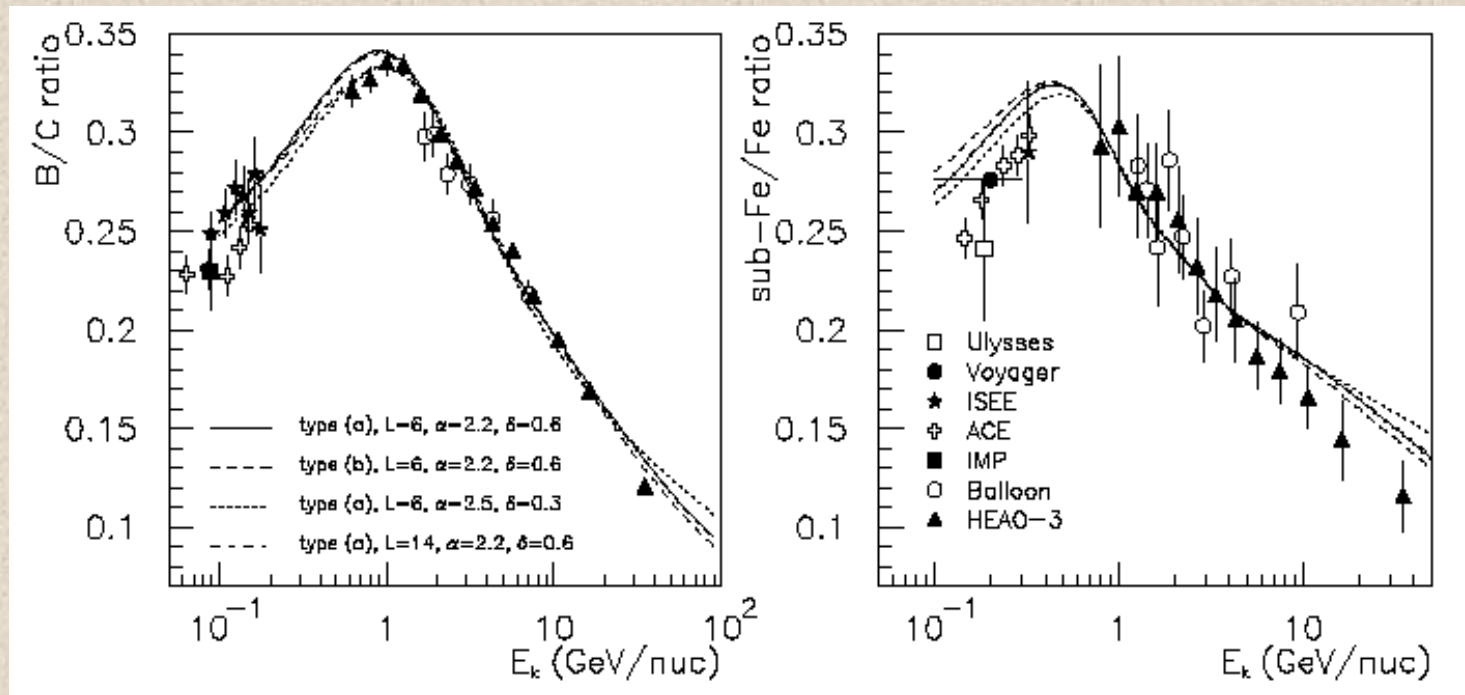 B/C ratio
0.35
0.3
0.25
0.2
0.15
0.1
type (a), L=6, α=2.2, δ=0.6
type (b), L=6, α=2.2, δ=0.6
type (a), L=6, α=2.5, δ=0.3
type (a), L=14, α=2.2, δ=0.6
10⁻¹ 1 10 10²
Eₖ (GeV/nuc)
sub-Fe/Fe ratio
0.35
0.3
0.25
0.2
0.15
0.1
Ulysses
Voyager
ISEE
ACE
IMP
Balloon
HEAO-3
10⁻¹ 1 10
Eₖ (GeV/nuc)